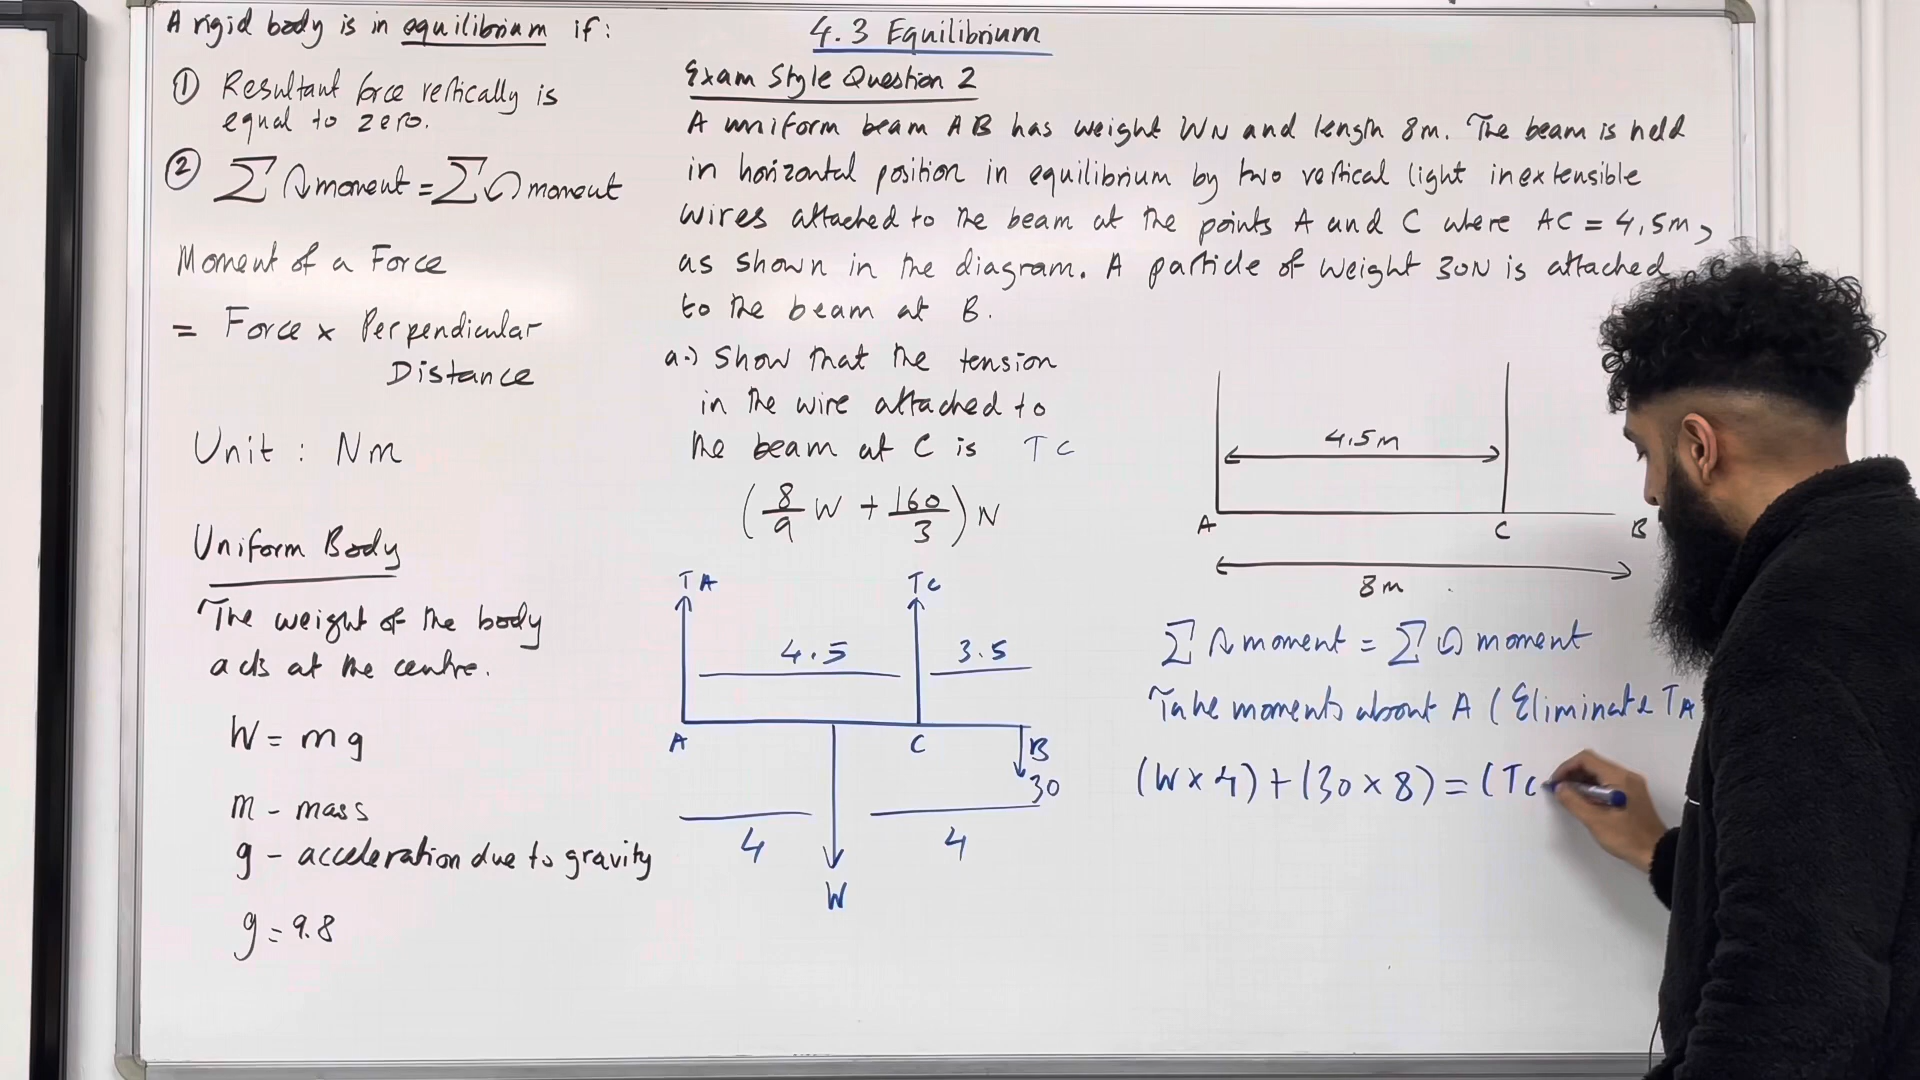 A rigid body is in equilibrium if:
① Resultant force vertically is
equal to zero.
② ∑ ↻ moment = ∑ ↺ moment
Moment of a Force
= Force × Perpendicular
Distance
Unit : Nm
Uniform Body
The weight of the body
acts at the centre.
W = mg
m - mass
g - acceleration due to gravity
g = 9.8
4.3 Equilibrium
Exam Style Question 2
A uniform beam AB has weight WN and length 8m. The beam is held
in horizontal position in equilibrium by two vertical light inextensible
wires attached to the beam at the points A and C where AC = 4.5m,
as shown in the diagram. A particle of weight 30N is attached
to the beam at B.
a.) Show that the tension
in the wire attached to
the beam at C is TC
(8/9 W + 160/3) N
TA TC
4.5 3.5
A C B
30
4 4
W
4.5m
A C B
8m
∑ ↻ moment = ∑ ↺ moment
Take moments about A (Eliminate TA
(W × 4) + (30 × 8) = (Tc